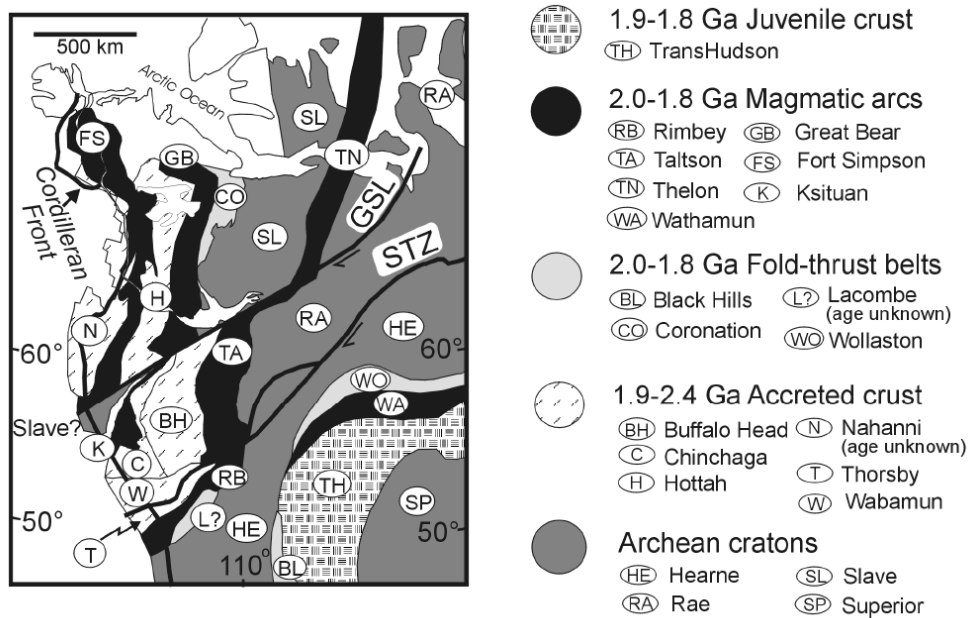 500 km
Arctic Ocean
RA
SL
FS
TN
GB
Cordilleran
Front
CO
GSL
SL
STZ
H
N
RA
HE
60°
TA
60°
WO
WA
BH
Slave?
K
C
W
RB
TH
SP
L?
HE
50°
50°
T
110°
BL
1.9-1.8 Ga Juvenile crust
TH TransHudson
2.0-1.8 Ga Magmatic arcs
RB Rimbey GB Great Bear
TA Taltson FS Fort Simpson
TN Thelon K Ksituan
WA Wathamun
2.0-1.8 Ga Fold-thrust belts
BL Black Hills L? Lacombe
(age unknown)
CO Coronation WO Wollaston
1.9-2.4 Ga Accreted crust
BH Buffalo Head N Nahanni
(age unknown)
C Chinchaga
H Hottah T Thorsby
W Wabamun
Archean cratons
HE Hearne SL Slave
RA Rae SP Superior